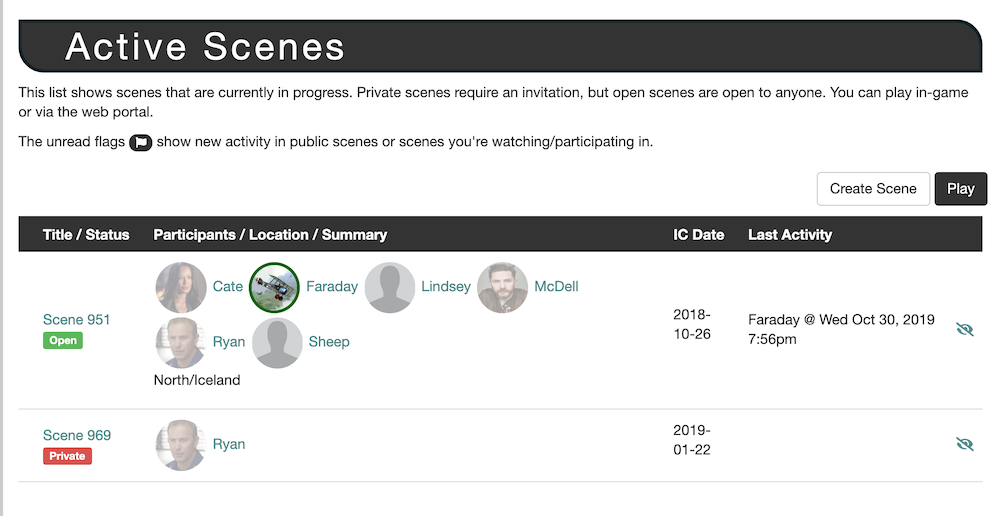 Active Scenes
This list shows scenes that are currently in progress. Private scenes require an invitation, but open scenes are open to anyone. You can play in-game
or via the web portal.
The unread flags show new activity in public scenes or scenes you're watching/participating in.
Create Scene Play
Title / Status Participants / Location / Summary IC Date Last Activity
Scene 951
Open
Cate Faraday Lindsey McDell
Ryan Sheep
North/Iceland
2018-
10-26
Faraday @ Wed Oct 30, 2019
7:56pm
Scene 969
Private
Ryan
2019-
01-22